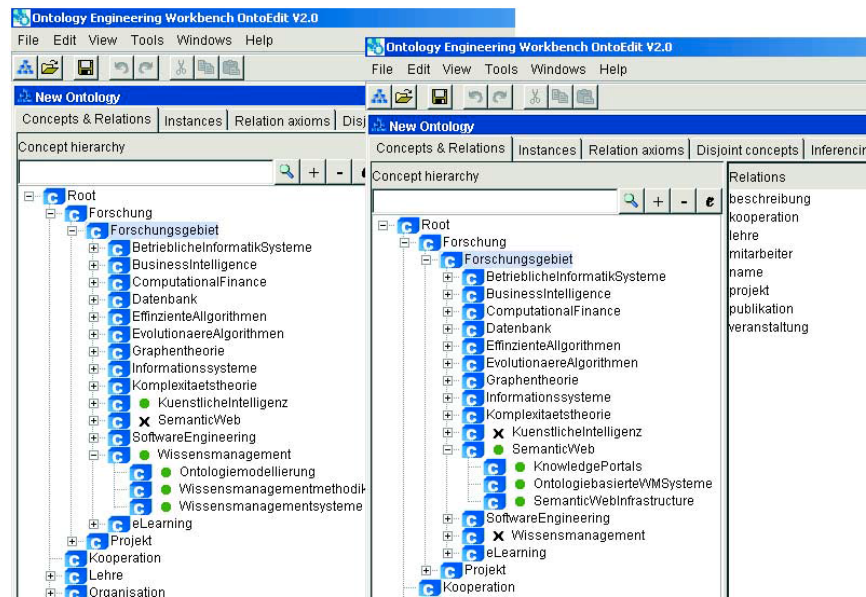 Ontology Engineering Workbench OntoEdit V2.0
File Edit View Tools Windows Help
New Ontology
Concepts & Relations Instances Relation axioms Disj
Concept hierarchy
+ -
Root
Forschung
Forschungsgebiet
BetrieblicheInformatikSysteme
BusinessIntelligence
ComputationalFinance
Datenbank
EffinzienteAllgorithmen
EvolutionaereAlgorithmen
Graphentheorie
Informationssysteme
Komplexitaetstheorie
KuenstlicheIntelligenz
X SemanticWeb
SoftwareEngineering
Wissensmanagement
Ontologiemodellierung
Wissensmanagementmethodik
Wissensmanagementsysteme
eLearning
Projekt
Kooperation
Lehre
Organisation
Ontology Engineering Workbench OntoEdit V2.0
File Edit View Tools Windows Help
New Ontology
Concepts & Relations Instances Relation axioms Disjoint concepts Inferencin
Concept hierarchy
+ - e
Root
Forschung
Forschungsgebiet
BetrieblicheInformatikSysteme
BusinessIntelligence
ComputationalFinance
Datenbank
EffinzienteAllgorithmen
EvolutionaereAlgorithmen
Graphentheorie
Informationssysteme
Komplexitaetstheorie
X KuenstlicheIntelligenz
SemanticWeb
KnowledgePortals
OntologiebasierteWMSysteme
SemanticWebInfrastructure
SoftwareEngineering
X Wissensmanagement
eLearning
Projekt
Kooperation
Relations
beschreibung
kooperation
lehre
mitarbeiter
name
projekt
publikation
veranstaltung